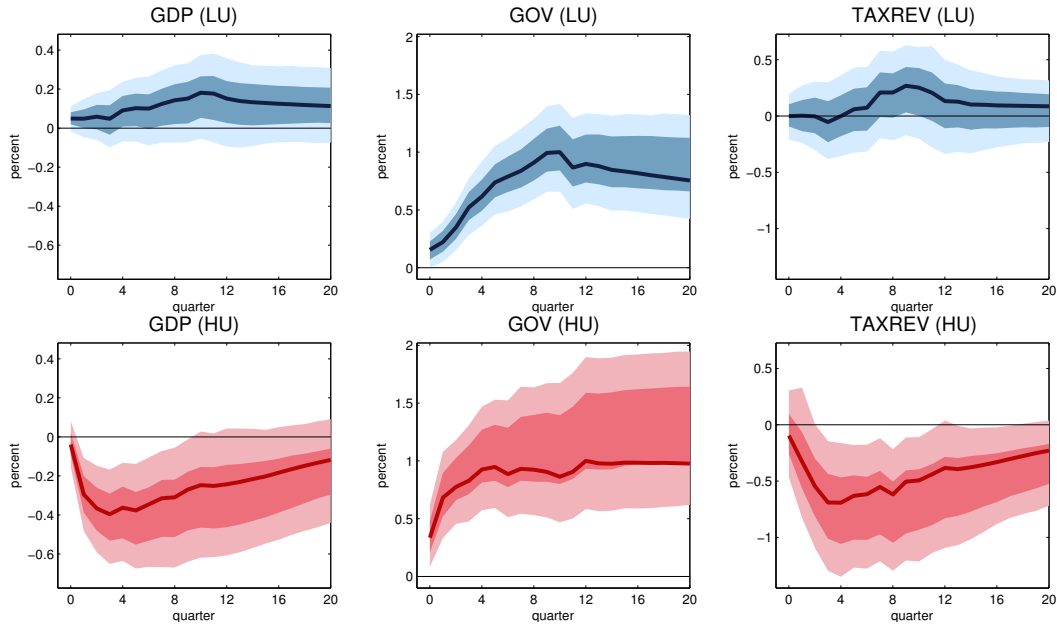 GDP (LU)
percent
0.4
0.2
0
−0.2
−0.4
−0.6
0 4 8 12 16 20
quarter
GOV (LU)
percent
2
1.5
1
0.5
0
0 4 8 12 16 20
quarter
TAXREV (LU)
percent
0.5
0
−0.5
−1
0 4 8 12 16 20
quarter
GDP (HU)
percent
0.4
0.2
0
−0.2
−0.4
−0.6
0 4 8 12 16 20
quarter
GOV (HU)
percent
2
1.5
1
0.5
0
0 4 8 12 16 20
quarter
TAXREV (HU)
percent
0.5
0
−0.5
−1
0 4 8 12 16 20
quarter